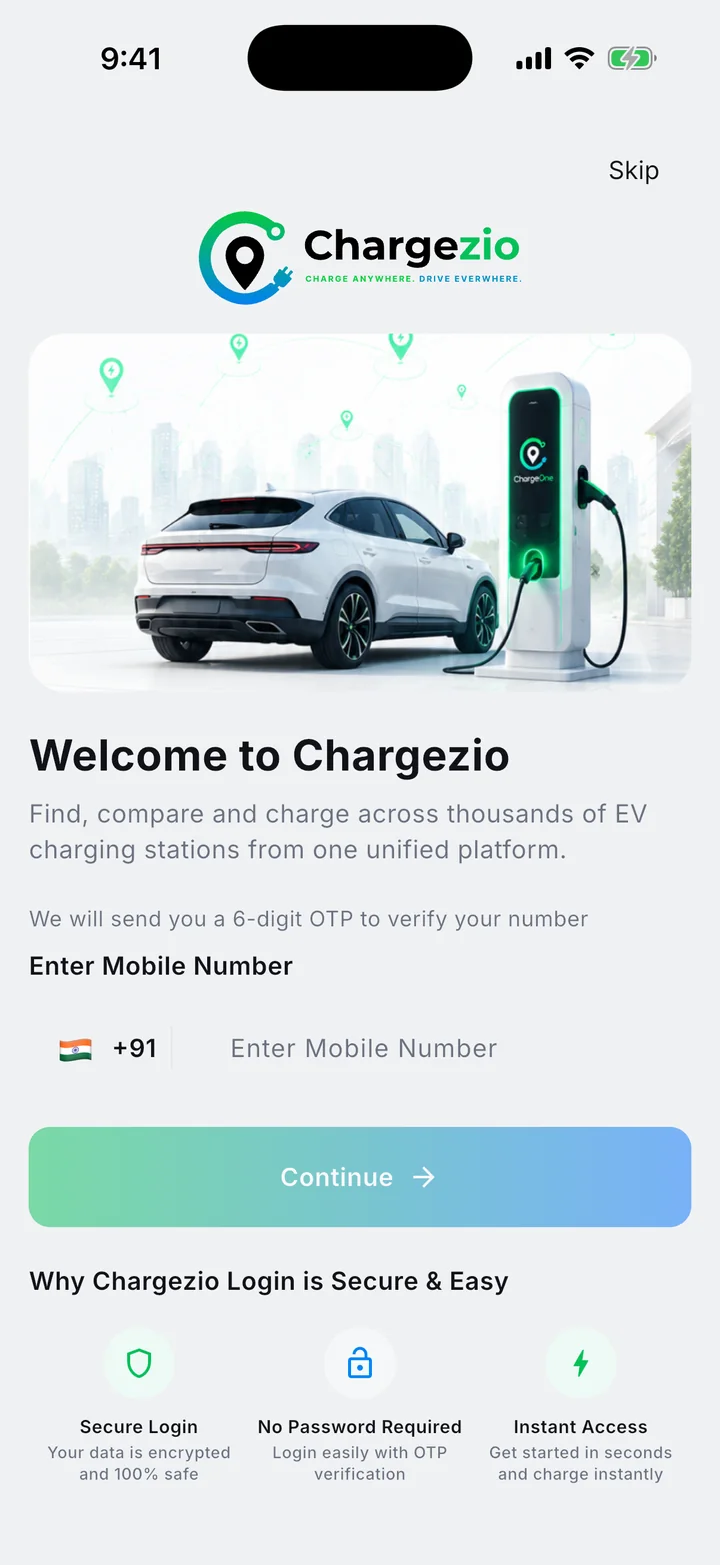 9:41
Skip
Chargezio
CHARGE ANYWHERE. DRIVE EVERWHERE.
ChargeOne
Welcome to Chargezio
Find, compare and charge across thousands of EV
charging stations from one unified platform.
We will send you a 6-digit OTP to verify your number
Enter Mobile Number
+91 Enter Mobile Number
Continue →
Why Chargezio Login is Secure & Easy
Secure Login
Your data is encrypted
and 100% safe
No Password Required
Login easily with OTP
verification
Instant Access
Get started in seconds
and charge instantly